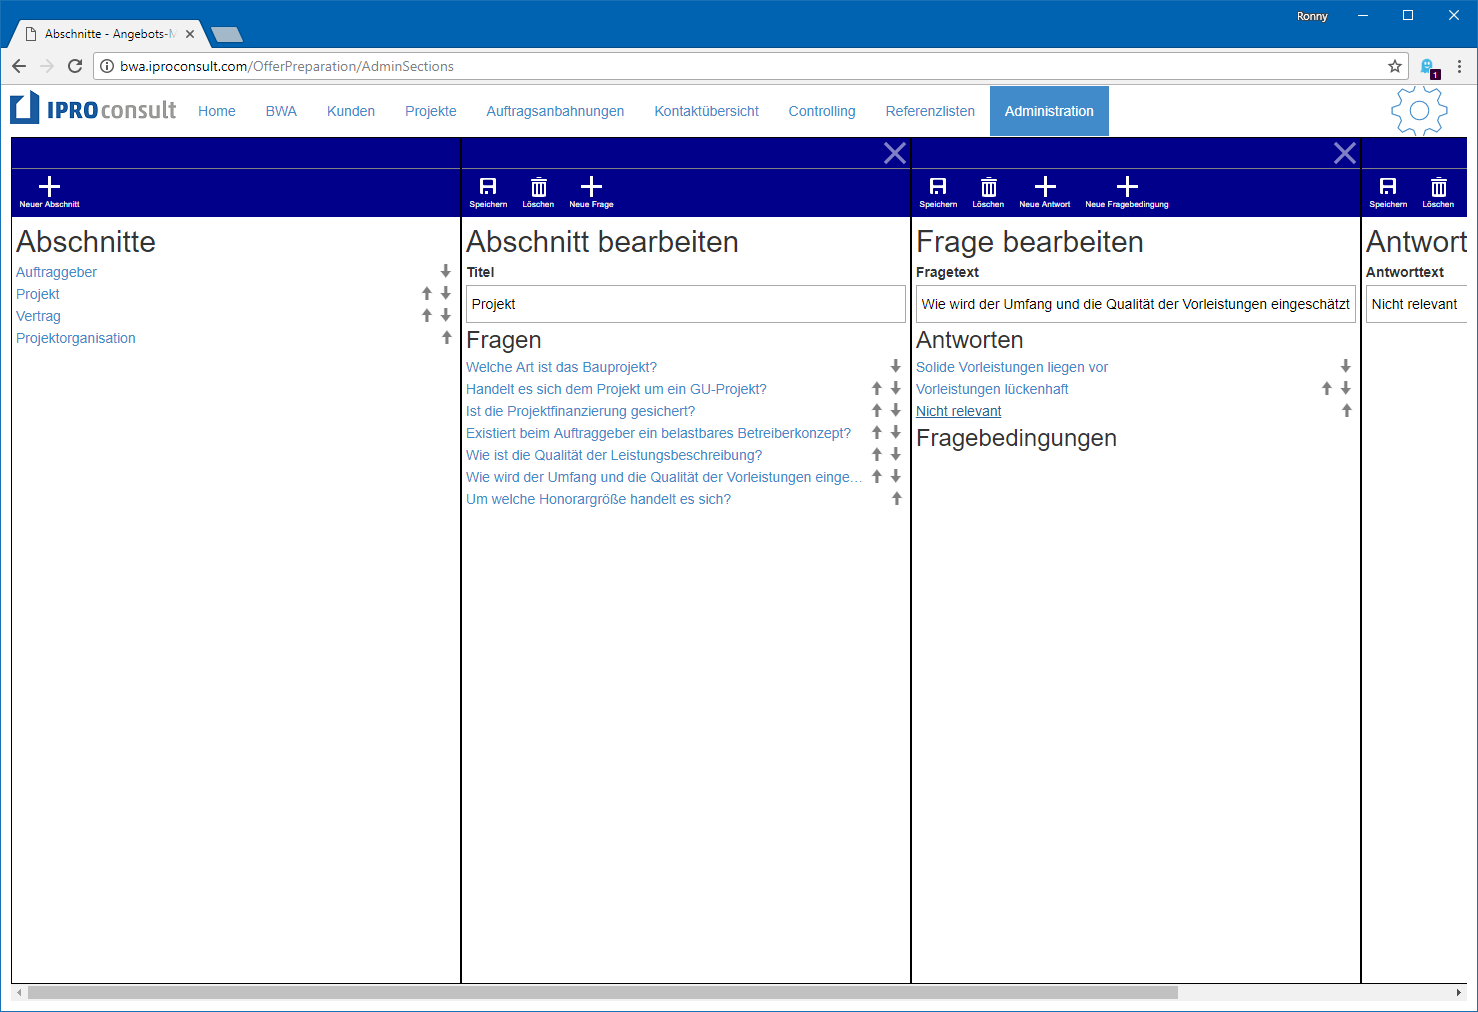 Ronny
Abschnitte - Angebots-M
bwa.iproconsult.com/OfferPreparation/AdminSections
1
IPROconsult
Home
BWA
Kunden
Projekte
Auftragsanbahnungen
Kontaktübersicht
Controlling
Referenzlisten
Administration
Neuer Abschnitt
Abschnitte
Auftraggeber
Projekt
Vertrag
Projektorganisation
Speichern
Löschen
Neue Frage
Abschnitt bearbeiten
Titel
Projekt
Fragen
Welche Art ist das Bauprojekt?
Handelt es sich dem Projekt um ein GU-Projekt?
Ist die Projektfinanzierung gesichert?
Existiert beim Auftraggeber ein belastbares Betreiberkonzept?
Wie ist die Qualität der Leistungsbeschreibung?
Wie wird der Umfang und die Qualität der Vorleistungen einge...
Um welche Honorargröße handelt es sich?
Speichern
Löschen
Neue Antwort
Neue Fragebedingung
Frage bearbeiten
Fragetext
Wie wird der Umfang und die Qualität der Vorleistungen eingeschätzt
Antworten
Solide Vorleistungen liegen vor
Vorleistungen lückenhaft
Nicht relevant
Fragebedingungen
Speichern
Löschen
Antwort
Antworttext
Nicht relevant